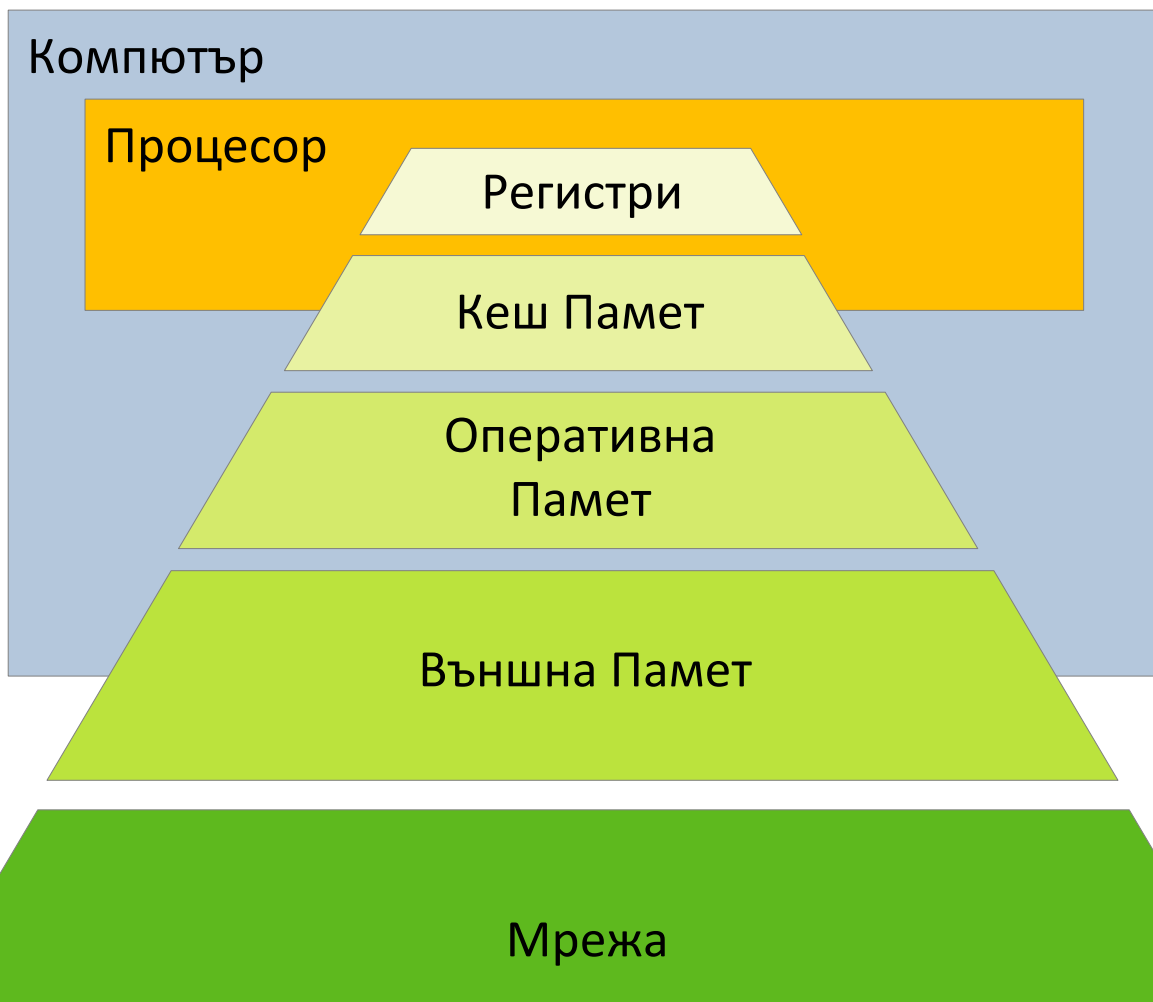 Компютър
Процесор
Регистри
Кеш Памет
Оперативна
Памет
Външна Памет
Мрежа